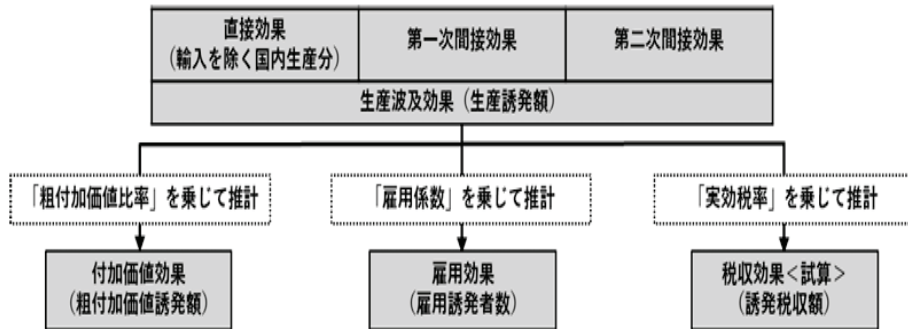 直接効果
(輸入を除く国内生産分)
第一次間接効果
第二次間接効果
生産波及効果(生産誘発額)
「粗付加価値比率」を乗じて推計
「雇用係数」を乗じて推計
「実効税率」を乗じて推計
付加価値効果
(粗付加価値誘発額)
雇用効果
(雇用誘発者数)
税収効果<試算>
(誘発税収額)